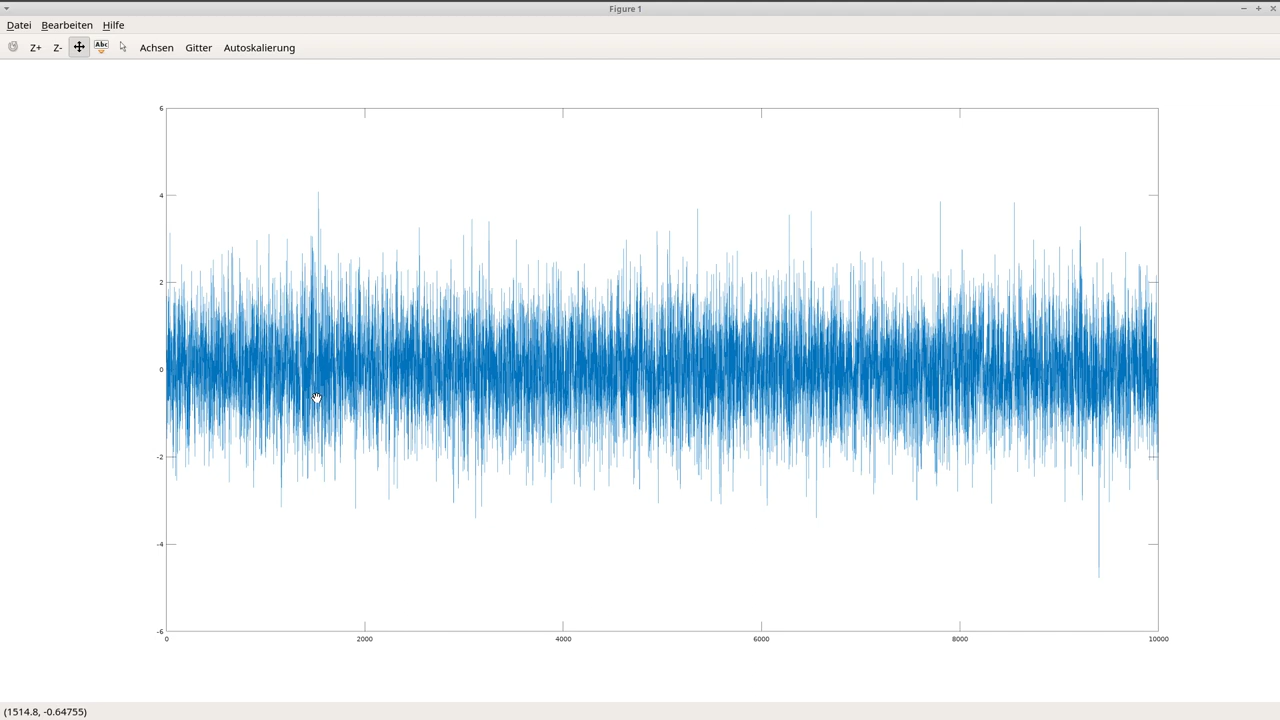 Figure 1
Datei Bearbeiten Hilfe
Z+ Z- Abc Achsen Gitter Autoskalierung
6
4
2
0
-2
-4
-6
0 2000 4000 6000 8000 10000
(1514.8, -0.64755)